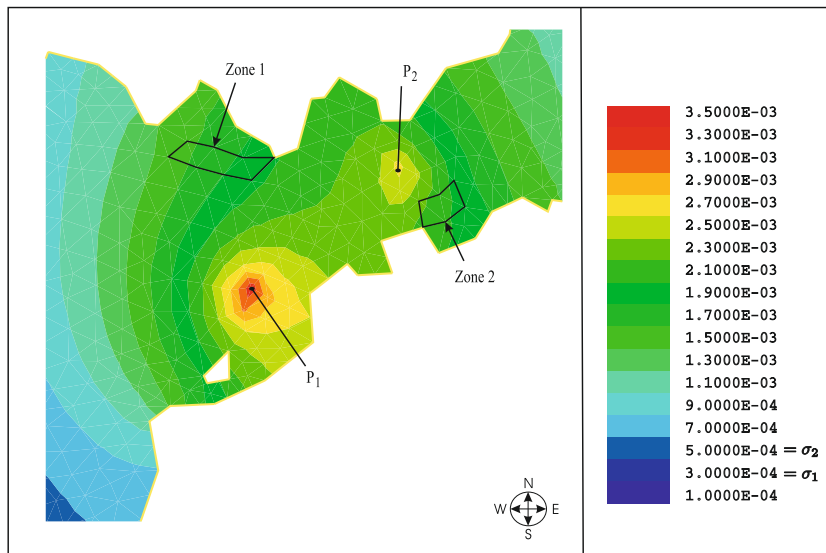 Zone 1
P2
Zone 2
P1
N
W E
S
3.5000E-03
3.3000E-03
3.1000E-03
2.9000E-03
2.7000E-03
2.5000E-03
2.3000E-03
2.1000E-03
1.9000E-03
1.7000E-03
1.5000E-03
1.3000E-03
1.1000E-03
9.0000E-04
7.0000E-04
5.0000E-04 = σ2
3.0000E-04 = σ1
1.0000E-04